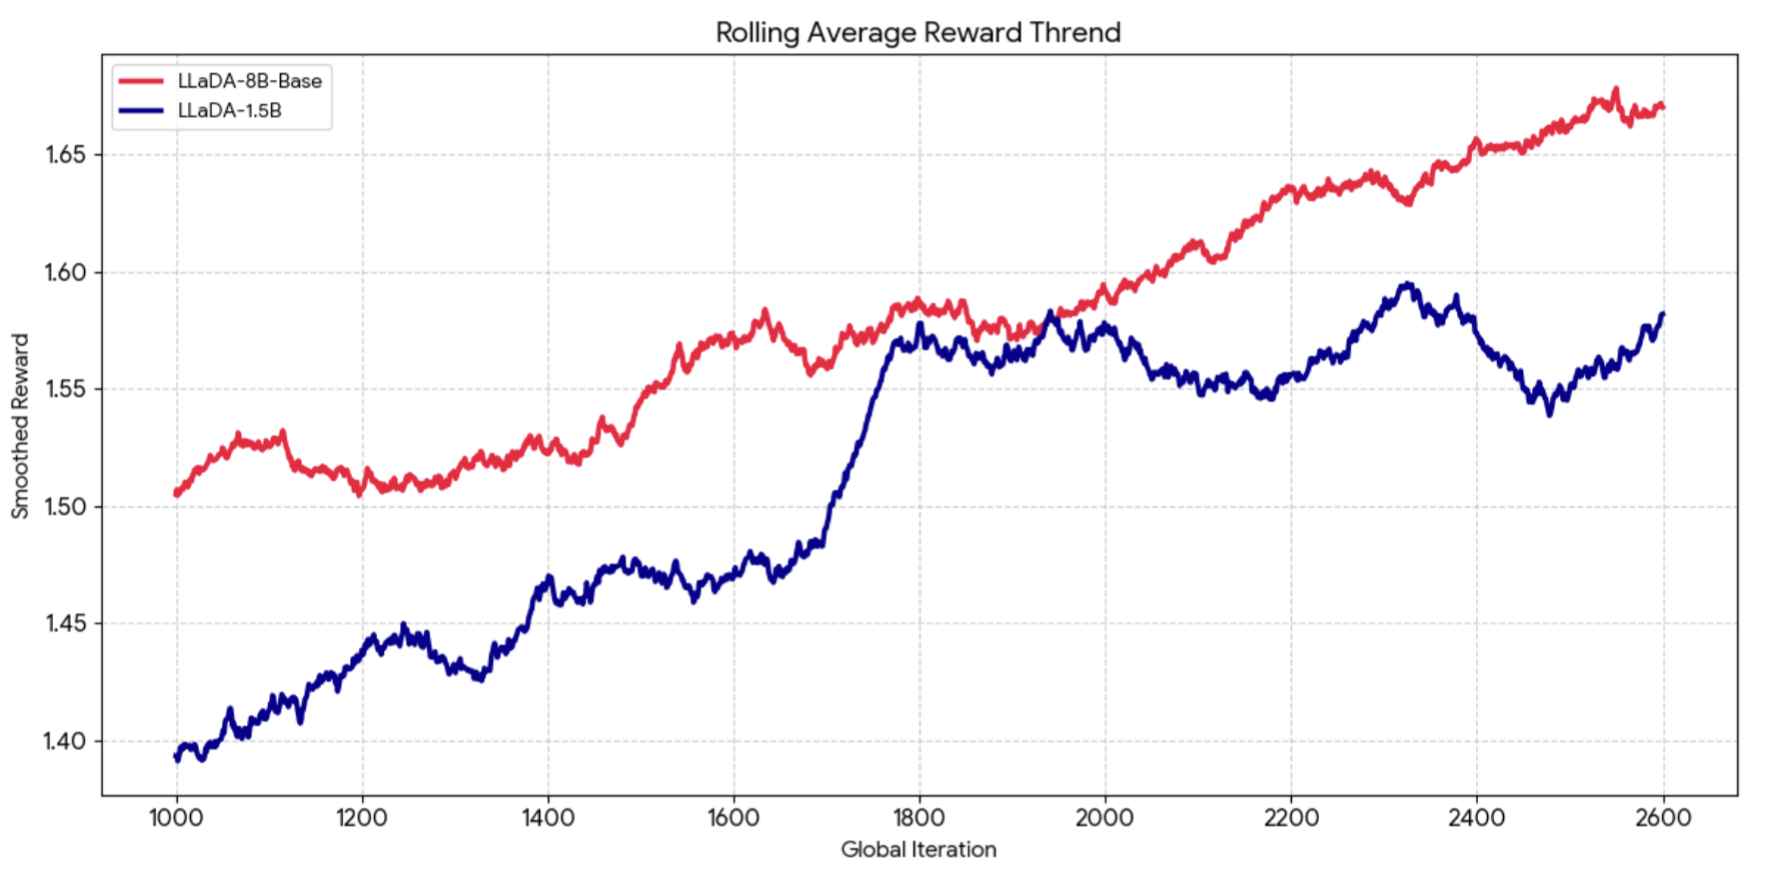 Rolling Average Reward Thrend
LLaDA-8B-Base
LLaDA-1.5B
Smoothed Reward
1.65
1.60
1.55
1.50
1.45
1.40
1000 1200 1400 1600 1800 2000 2200 2400 2600
Global Iteration